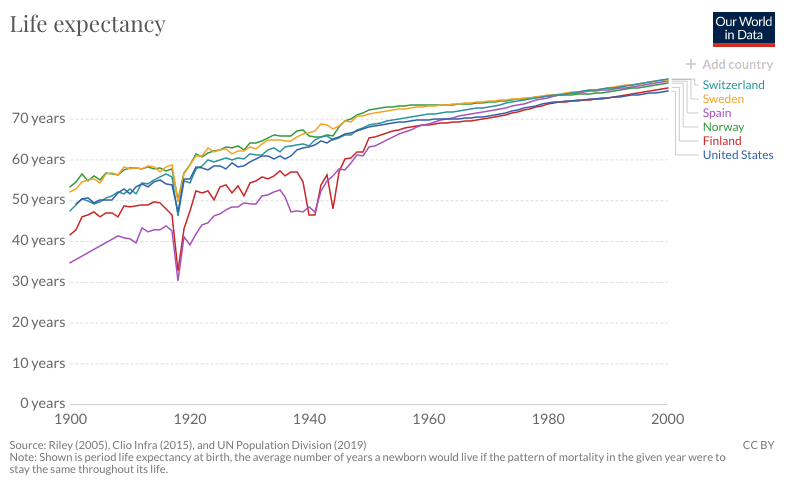 Life expectancy
Our World
in Data
+ Add country
Switzerland
Sweden
Spain
Norway
Finland
United States
70 years
60 years
50 years
40 years
30 years
20 years
10 years
0 years
1900 1920 1940 1960 1980 2000
Source: Riley (2005), Clio Infra (2015), and UN Population Division (2019)
CC BY
Note: Shown is period life expectancy at birth, the average number of years a newborn would live if the pattern of mortality in the given year were to
stay the same throughout its life.